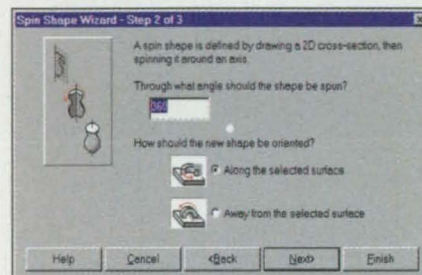 Spin Shape Wizard - Step 2 of 3
A spin shape is defined by drawing a 2D cross-section, then
spinning it around an axis.
Through what angle should the shape be spun?
360
How should the new shape be oriented?
Along the selected surface
Away from the selected surface
Help Cancel <Back Next> Finish